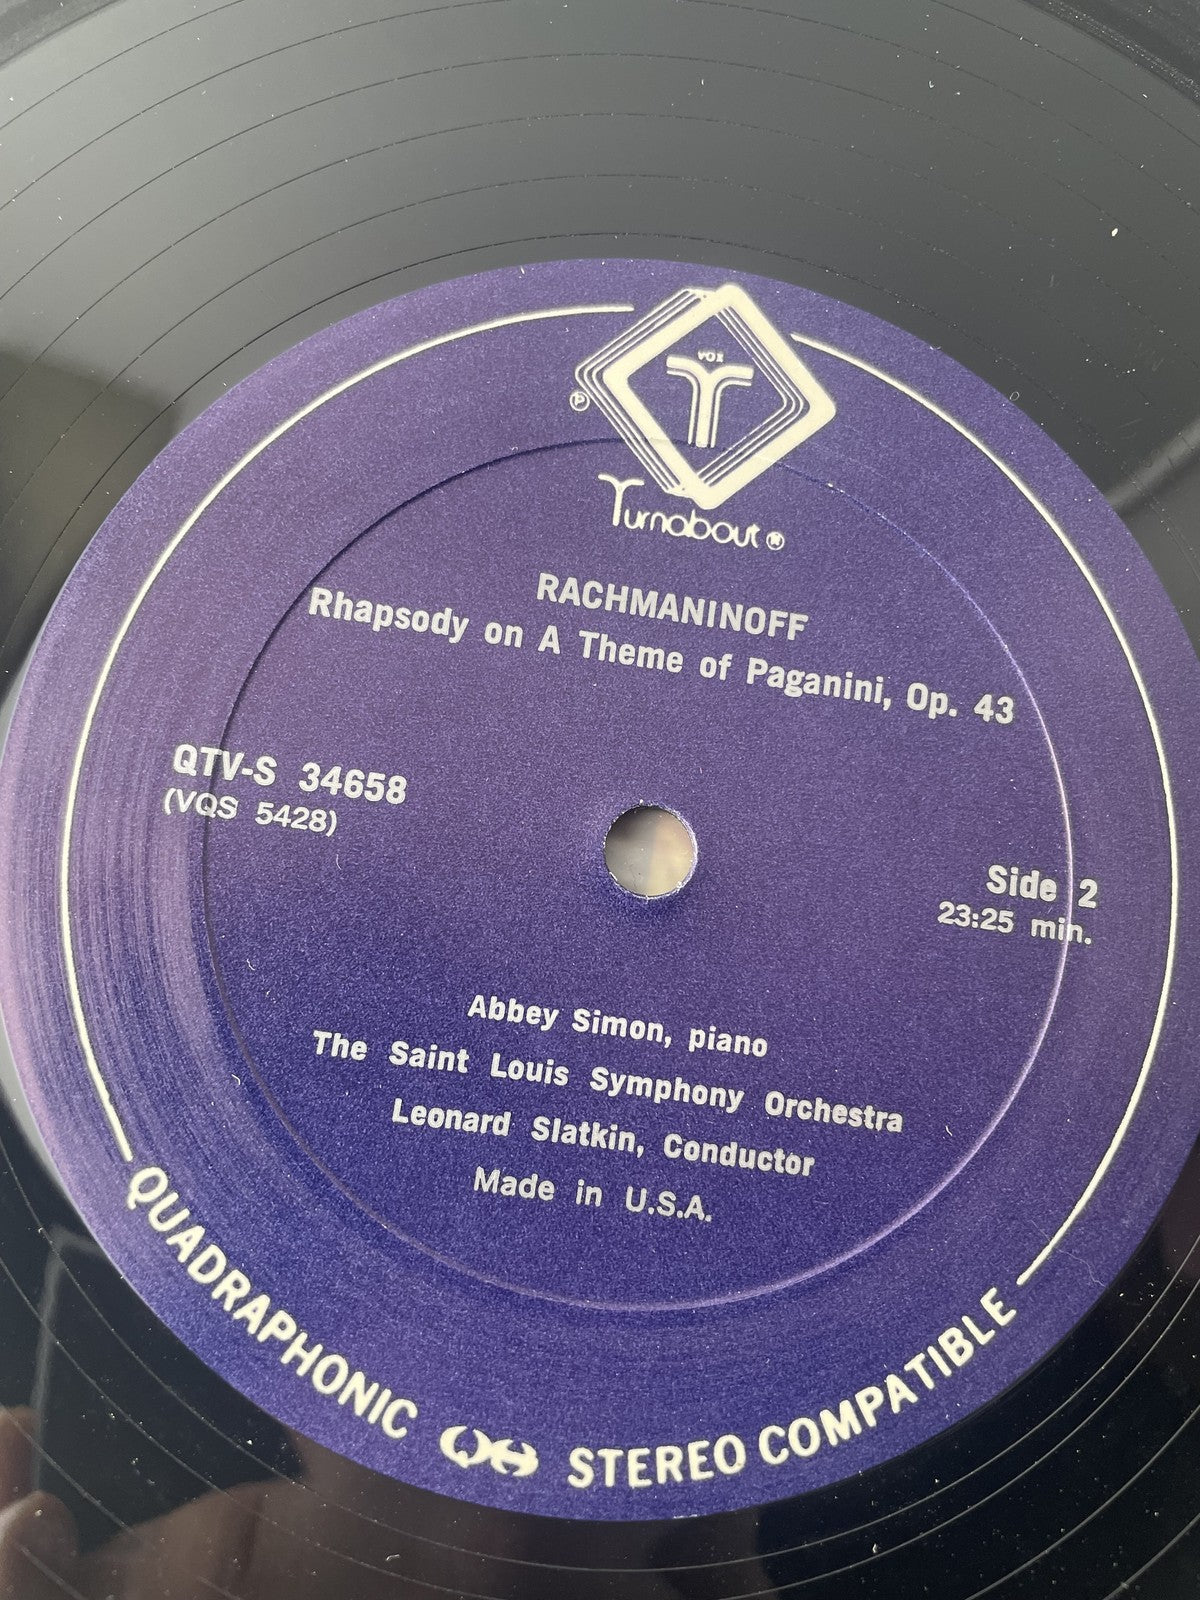 VOX
℗
Turnabout®
RACHMANINOFF
Rhapsody on A Theme of Paganini, Op. 43
QTV-S 34658
(VQS 5428)
Side 2
23:25 min.
Abbey Simon, piano
The Saint Louis Symphony Orchestra
Leonard Slatkin, Conductor
Made in U.S.A.
QUADRAPHONIC QS STEREO COMPATIBLE